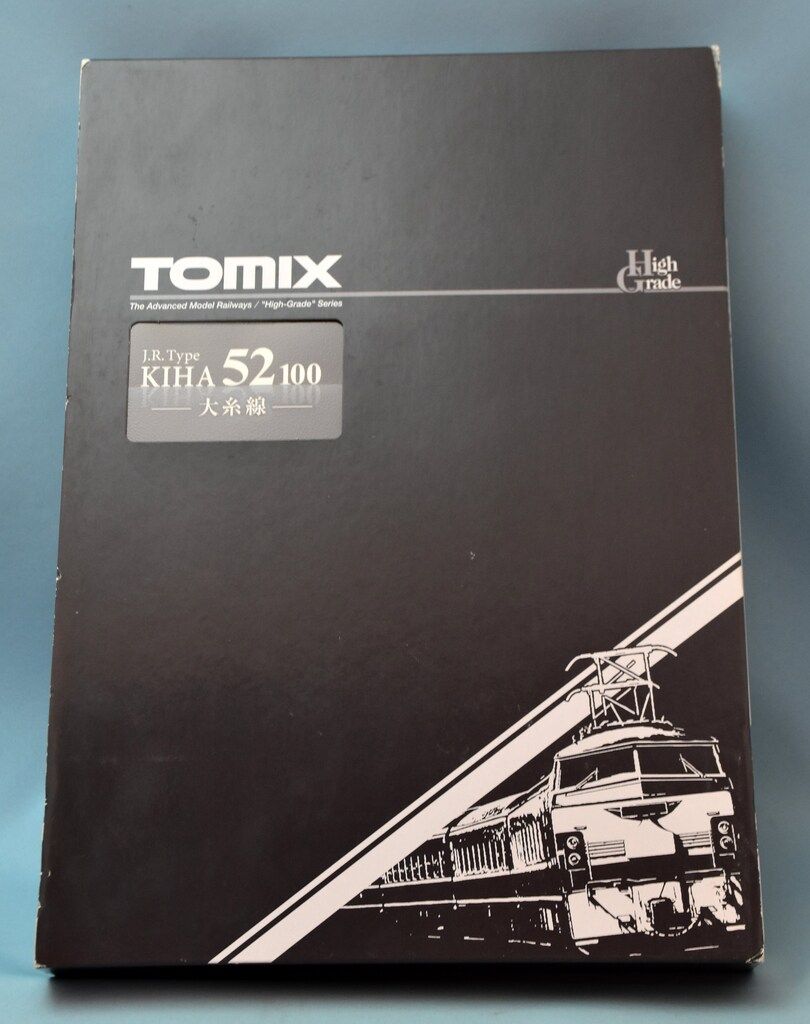 TOMIX
High
Grade
The Advanced Model Railways / "High-Grade" Series
J.R. Type
KIHA 52 100
大糸線